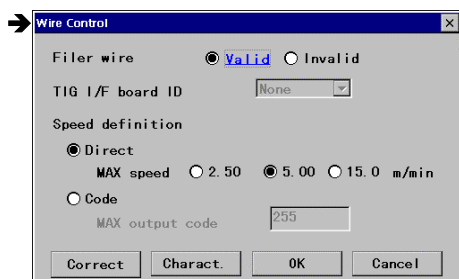 Wire Control
Filer wire Valid Invalid
TIG I/F board ID None
Speed definition
Direct
MAX speed 2.50 5.00 15.0 m/min
Code
MAX output code 255
Correct Charact. OK Cancel